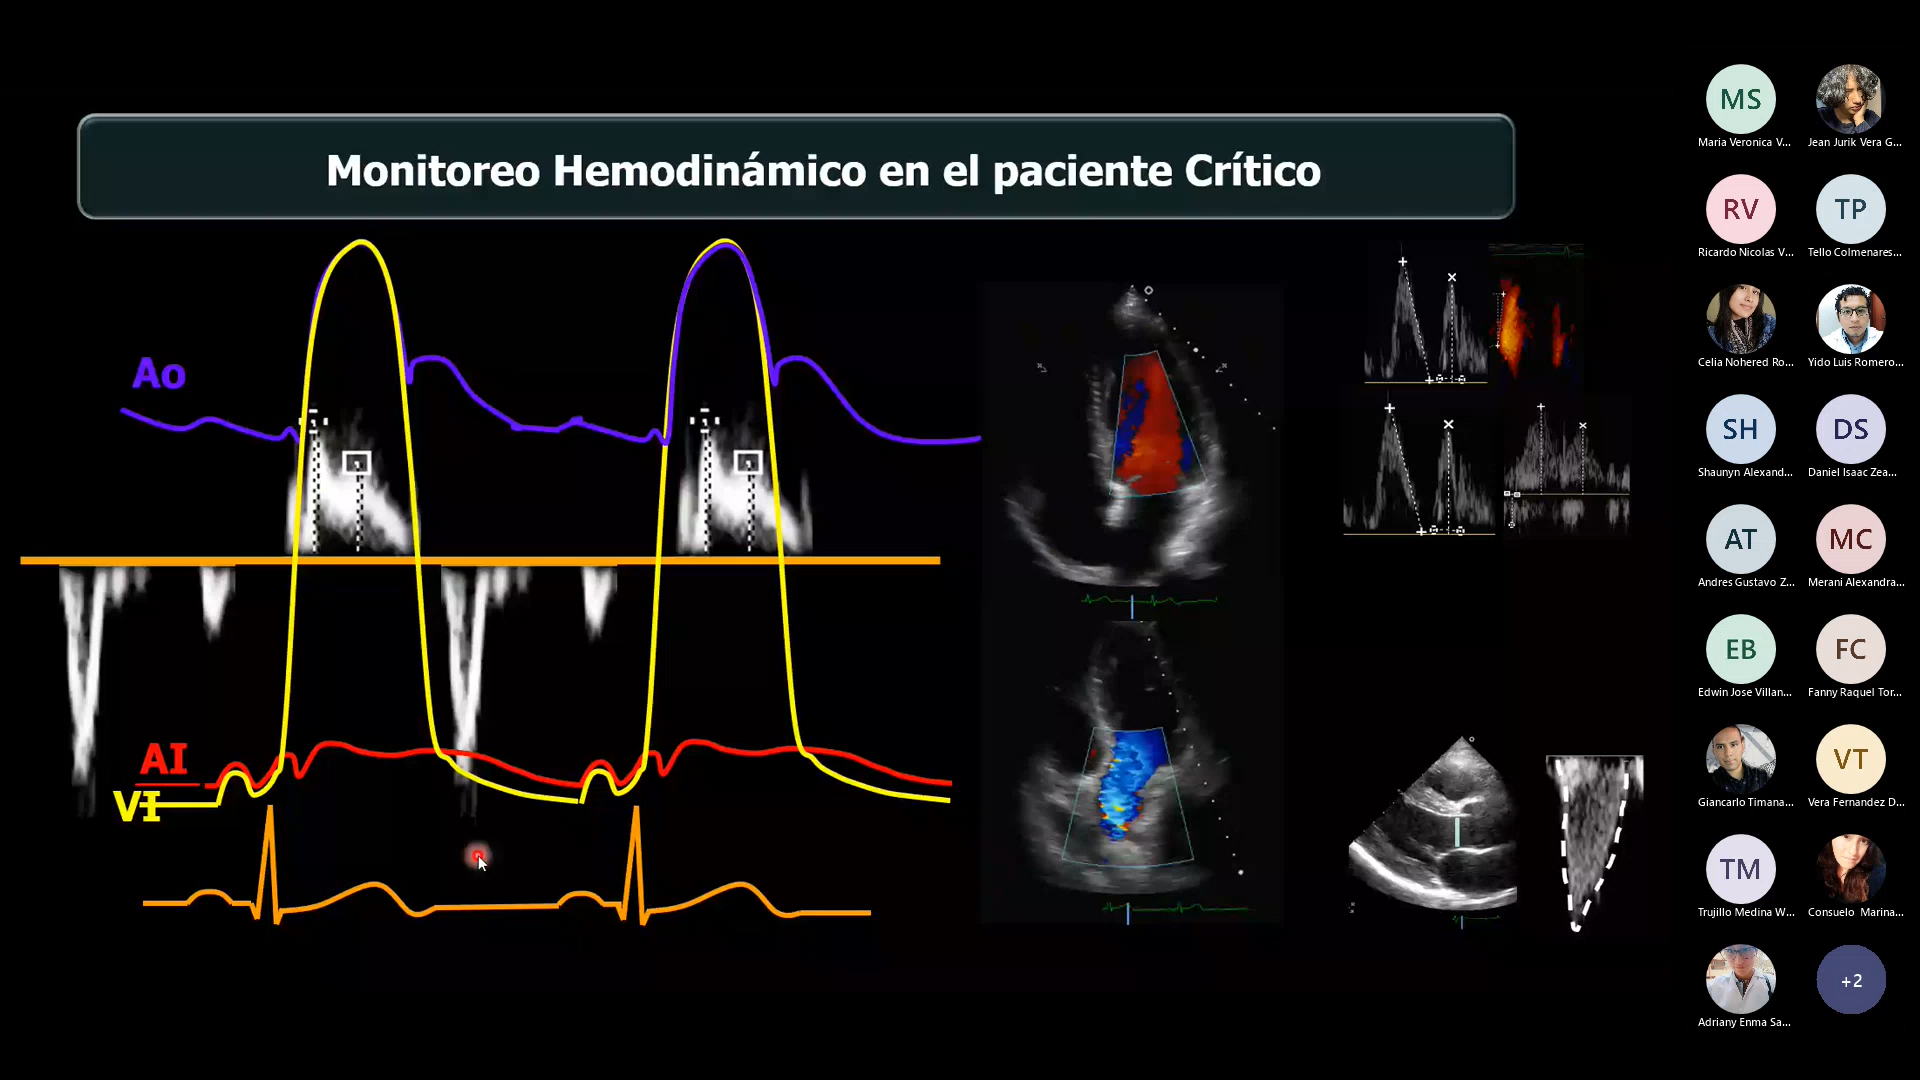 Monitoreo Hemodinámico en el paciente Crítico
Ao
AI
VI
MS
Maria Veronica V...
Jean Jurik Vera G...
RV
Ricardo Nicolas V...
TP
Tello Colmenares...
Celia Nohered Ro...
Yido Luis Romero...
SH
Shaunyn Alexand...
DS
Daniel Isaac Zea...
AT
Andres Gustavo Z...
MC
Merani Alexandra...
EB
Edwin Jose Villan...
FC
Fanny Raquel Tor...
Giancarlo Timana...
VT
Vera Fernandez D...
TM
Trujillo Medina W...
Consuelo Marina...
Adriany Enma Sa...
+2